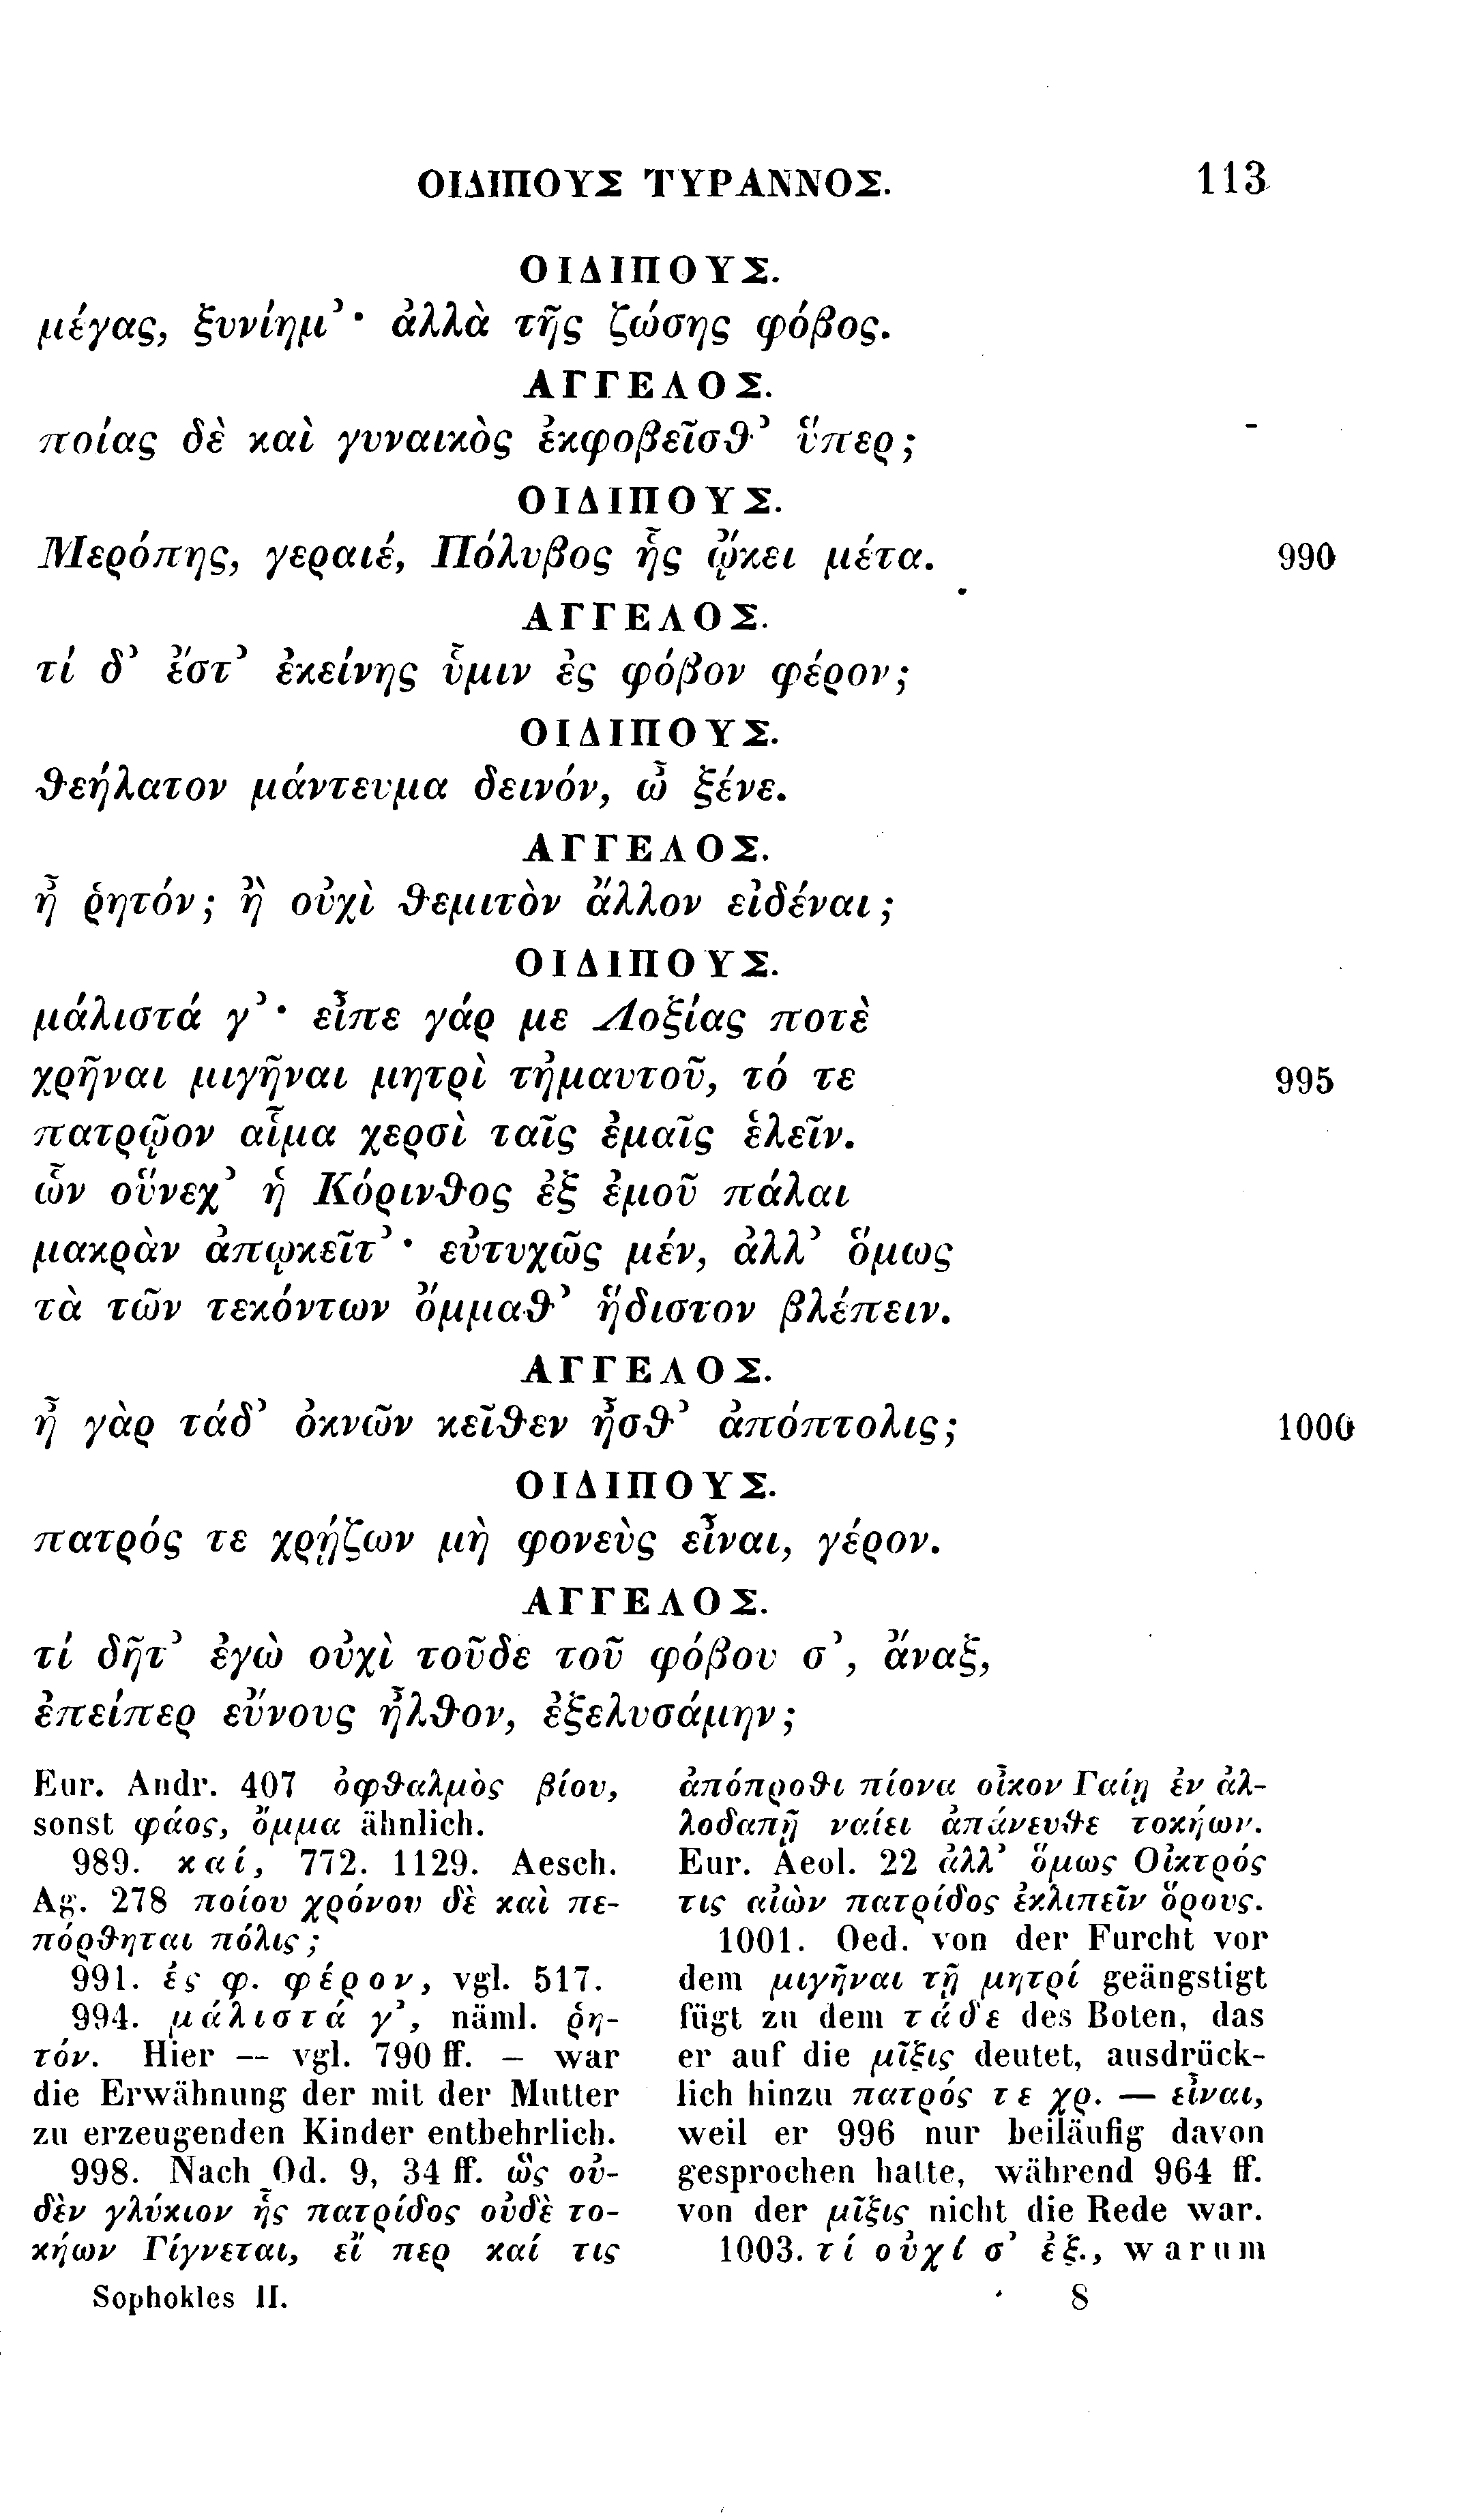 ΟΙΔΙΠΟΥΣ ΤΥΡΑΝΝΟΣ. 113
ΟΙΔΙΠΟΥΣ.
μέγας, ξυνίημ᾽· ἀλλὰ τῆς ζώσης φόβος.
ΑΓΓΕΛΟΣ.
ποίας δὲ καὶ γυναικὸς ἐκφοβεῖσθ᾽ ὕπερ;
ΟΙΔΙΠΟΥΣ.
Μερόπης, γεραιέ, Πόλυβος ἧς ᾤκει μέτα. 990
ΑΓΓΕΛΟΣ.
τί δ᾽ ἔστ᾽ ἐκείνης ὗμιν ἐς φόβον φέρον;
ΟΙΔΙΠΟΥΣ.
θεήλατον μάντευμα δεινόν, ὦ ξένε.
ΑΓΓΕΛΟΣ.
ἦ ῥητόν; ἢ οὐχὶ θεμιτὸν ἄλλον εἰδέναι;
ΟΙΔΙΠΟΥΣ.
μάλιστά γ᾽· εἶπε γάρ με Λοξίας ποτὲ
χρῆναι μιγῆναι μητρὶ τἠμαυτοῦ, τό τε 995
πατρῷον αἷμα χερσὶ ταῖς ἐμαῖς ἑλεῖν.
ὧν οὕνεχ᾽ ἡ Κόρινθος ἐξ ἐμοῦ πάλαι
μακρὰν ἀπῳκεῖτ᾽· εὐτυχῶς μέν, ἀλλ᾽ ὅμως
τὰ τῶν τεκόντων ὄμμαθ᾽ ἥδιστον βλέπειν.
ΑΓΓΕΛΟΣ.
ἦ γὰρ τάδ᾽ ὀκνῶν κεῖθεν ἦσθ᾽ ἀπόπτολις; 1000
ΟΙΔΙΠΟΥΣ.
πατρός τε χρῄζων μὴ φονεὺς εἶναι, γέρον.
ΑΓΓΕΛΟΣ.
τί δῆτ᾽ ἐγὼ οὐχὶ τοῦδε τοῦ φόβου σ᾽, ἄναξ,
ἐπείπερ εὔνους ἦλθον, ἐξελυσάμην;
Eur. Andr. 407 ὀφθαλμὸς βίου,
sonst φάος, ὄμμα ähnlich.
989. καί, 772. 1129. Aesch.
Ag. 278 ποίου χρόνου δὲ καὶ πε-
πόρθηται πόλις;
991. ἐς φ. φέρον, vgl. 517.
994. μάλιστά γ᾽, näml. ῥη-
τόν. Hier — vgl. 790 ff. – war
die Erwähnung der mit der Mutter
zu erzeugenden Kinder entbehrlich.
998. Nach Od. 9, 34 ff. ὣς οὐ-
δὲν γλύκιον ἧς πατρίδος οὐδὲ το-
κήων Γίγνεται, εἴ περ καί τις
ἀπόπροθι πίονα οἶκον Γαίῃ ἐν ἀλ-
λοδαπῇ ναίει ἀπάνευθε τοκήων.
Eur. Aeol. 22 ἀλλ᾽ ὅμως Οἰκτρός
τις αἰὼν πατρίδος ἐκλιπεῖν ὅρους.
1001. Oed. von der Furcht vor
dem μιγῆναι τῇ μητρί geängstigt
fügt zu dem τάδε des Boten, das
er auf die μῖξις deutet, ausdrück-
lich hinzu πατρός τε χρ. — εἶναι,
weil er 996 nur beiläufig davon
gesprochen hatte, während 964 ff.
von der μῖξις nicht die Rede war.
1003. τί οὐχί σ᾽ ἐξ., warum
Sophokles II. 8